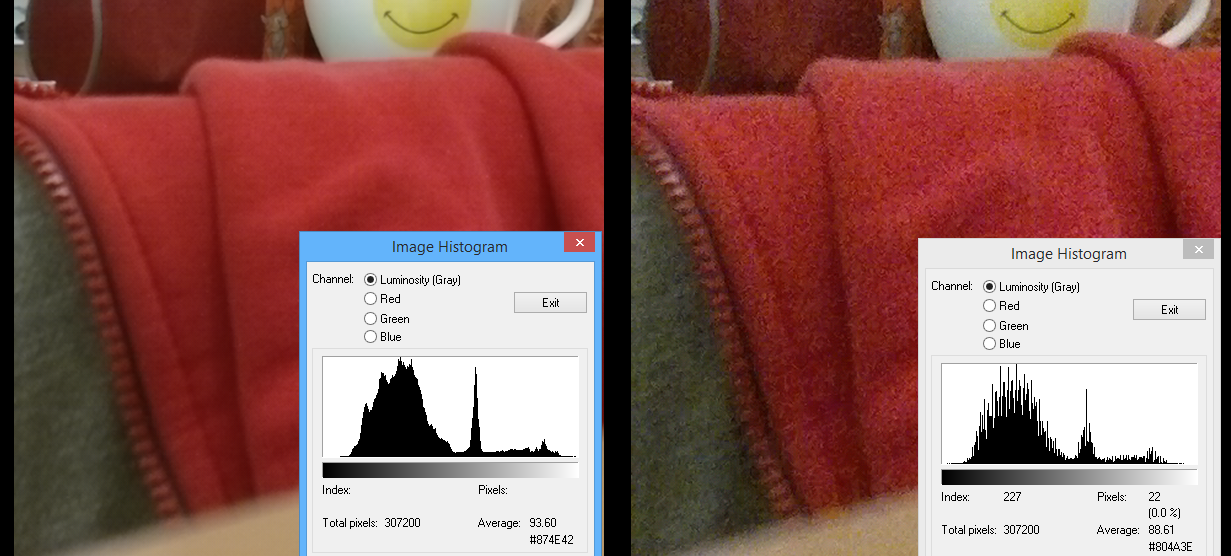 Image Histogram
Channel:
Luminosity (Gray)
Red
Green
Blue
Exit
Index:
Pixels:
Total pixels: 307200
Average: 93.60
#874E42
Image Histogram
Channel:
Luminosity (Gray)
Red
Green
Blue
Exit
Index: 227
Pixels: 22
(0.0 %)
Total pixels: 307200
Average: 88.61
#804A3E